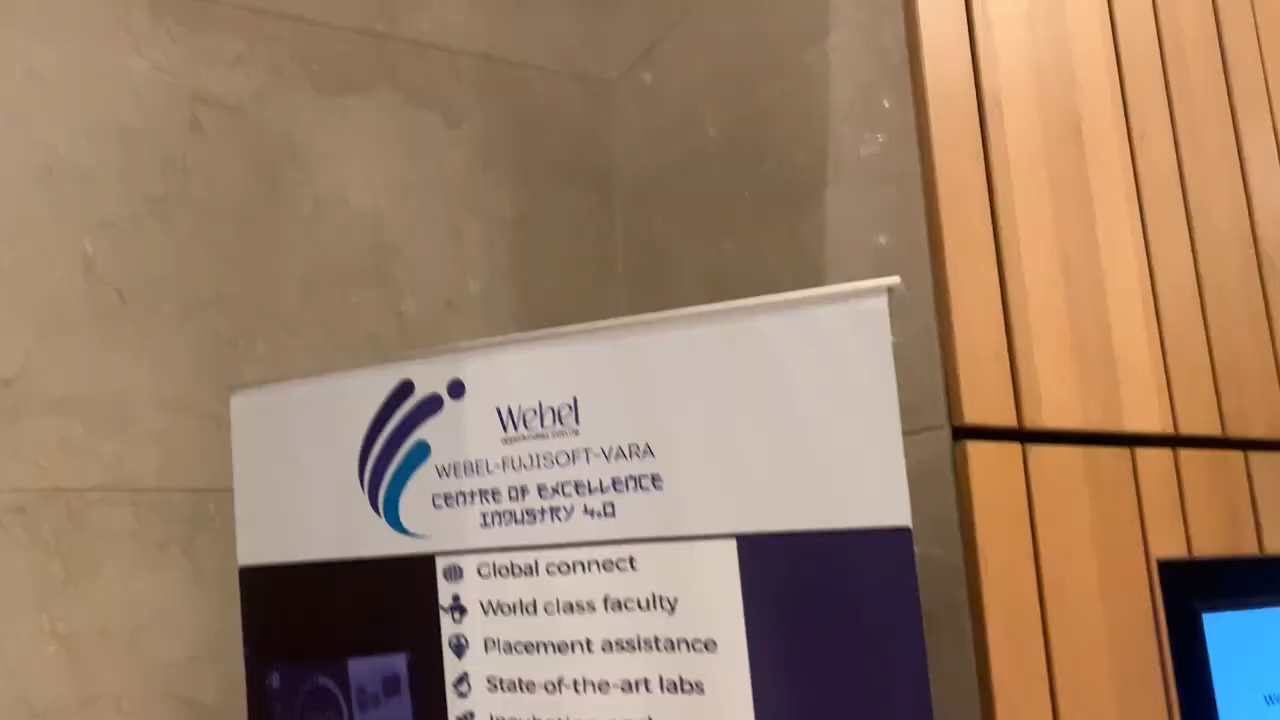 Webel
WEBEL-FUJISOFT-VARA
CENTRE OF EXCELLENCE
INDUSTRY 4.0
Global connect
World class faculty
Placement assistance
State-of-the-art labs